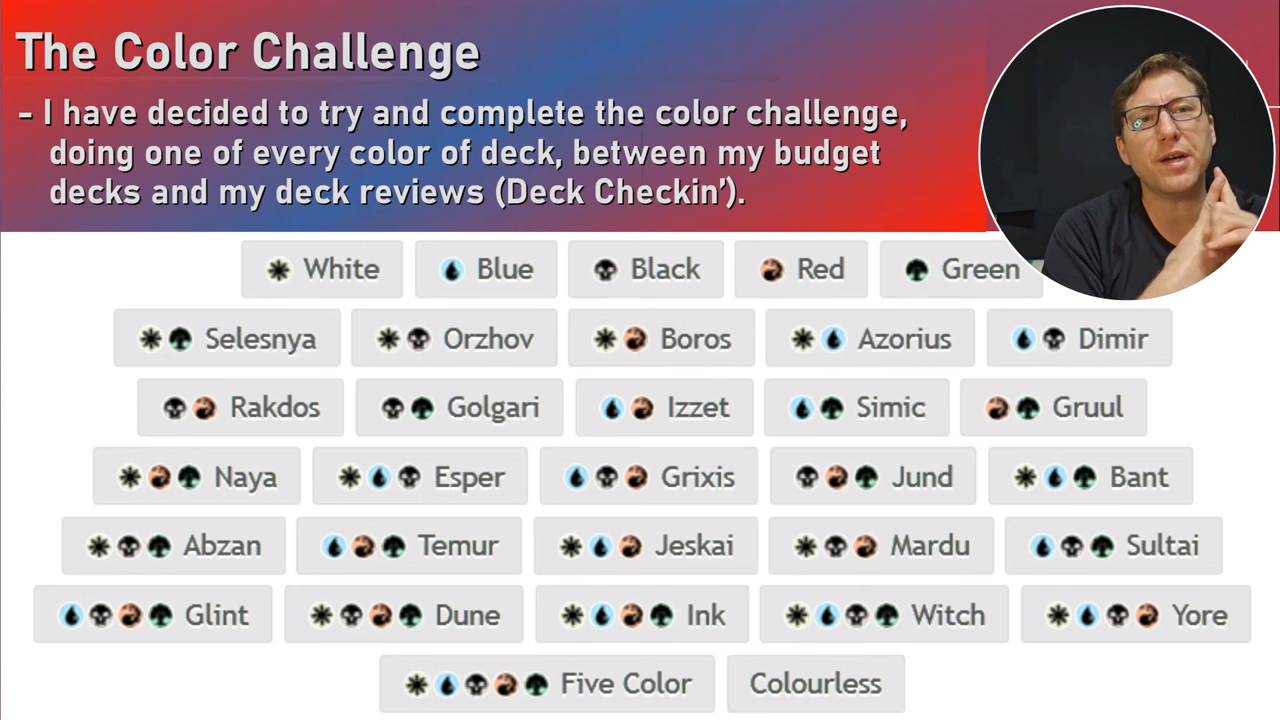 The Color Challenge
- I have decided to try and complete the color challenge,
doing one of every color of deck, between my budget
decks and my deck reviews (Deck Checkin').
White Blue Black Red Green
Selesnya Orzhov Boros Azorius Dimir
Rakdos Golgari Izzet Simic Gruul
Naya Esper Grixis Jund Bant
Abzan Temur Jeskai Mardu Sultai
Glint Dune Ink Witch Yore
Five Color Colourless